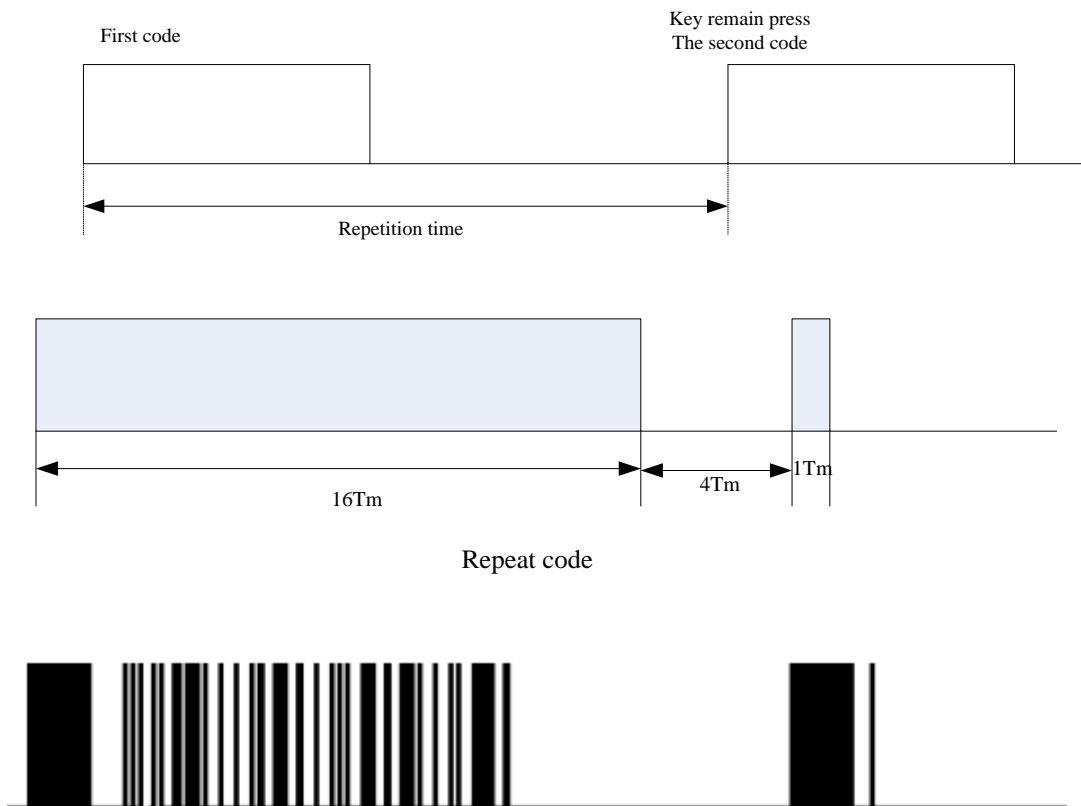 First code
Key remain press
The second code
Repetition time
16Tm
4Tm
1Tm
Repeat code